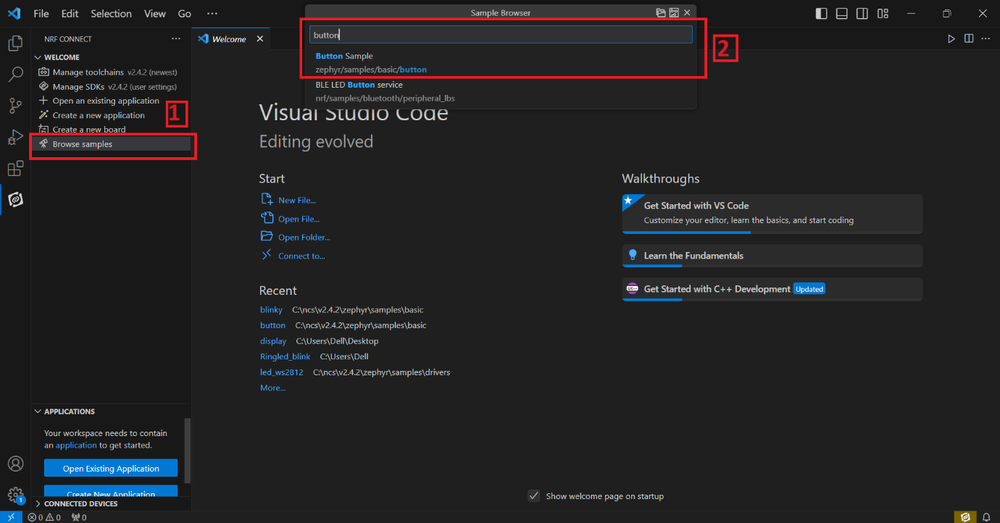 File Edit Selection View Go ···
Sample Browser
NRF CONNECT ···
Welcome
button
2
WELCOME
Button Sample
zephyr/samples/basic/button
BLE LED Button service
nrf/samples/bluetooth/peripheral_lbs
Manage toolchains v2.4.2 (newest)
Manage SDKs v2.4.2 (user settings)
Open an existing application
Create a new application
1
Create a new board
Browse samples
Visual Studio Code
Editing evolved
Start
New File...
Open File...
Open Folder...
Connect to...
Recent
blinky C:\ncs\v2.4.2\zephyr\samples\basic
button C:\ncs\v2.4.2\zephyr\samples\basic
display C:\Users\Dell\Desktop
Ringled_blink C:\Users\Dell
led_ws2812 C:\ncs\v2.4.2\zephyr\samples\drivers
More...
Walkthroughs
Get Started with VS Code
Customize your editor, learn the basics, and start coding
Learn the Fundamentals
C/C++ Get Started with C++ Development Updated
APPLICATIONS
Your workspace needs to contain
an application to get started.
Open Existing Application
Create New Application
CONNECTED DEVICES
Show welcome page on startup
1
0 0 0